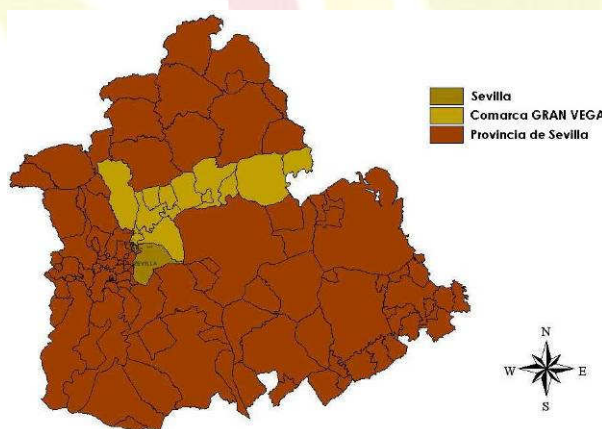 Sevilla
Comarca GRAN VEGA
Provincia de Sevilla
SEVILLA
N
W E
S